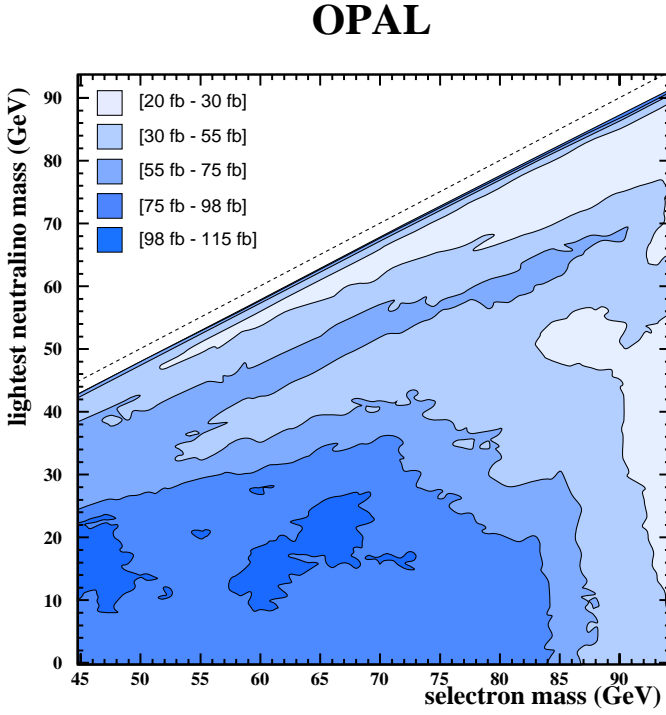 OPAL
lightest neutralino mass (GeV)
90
80
70
60
50
40
30
20
10
0
[20 fb - 30 fb]
[30 fb - 55 fb]
[55 fb - 75 fb]
[75 fb - 98 fb]
[98 fb - 115 fb]
45 50 55 60 65 70 75 80 85 90
selectron mass (GeV)